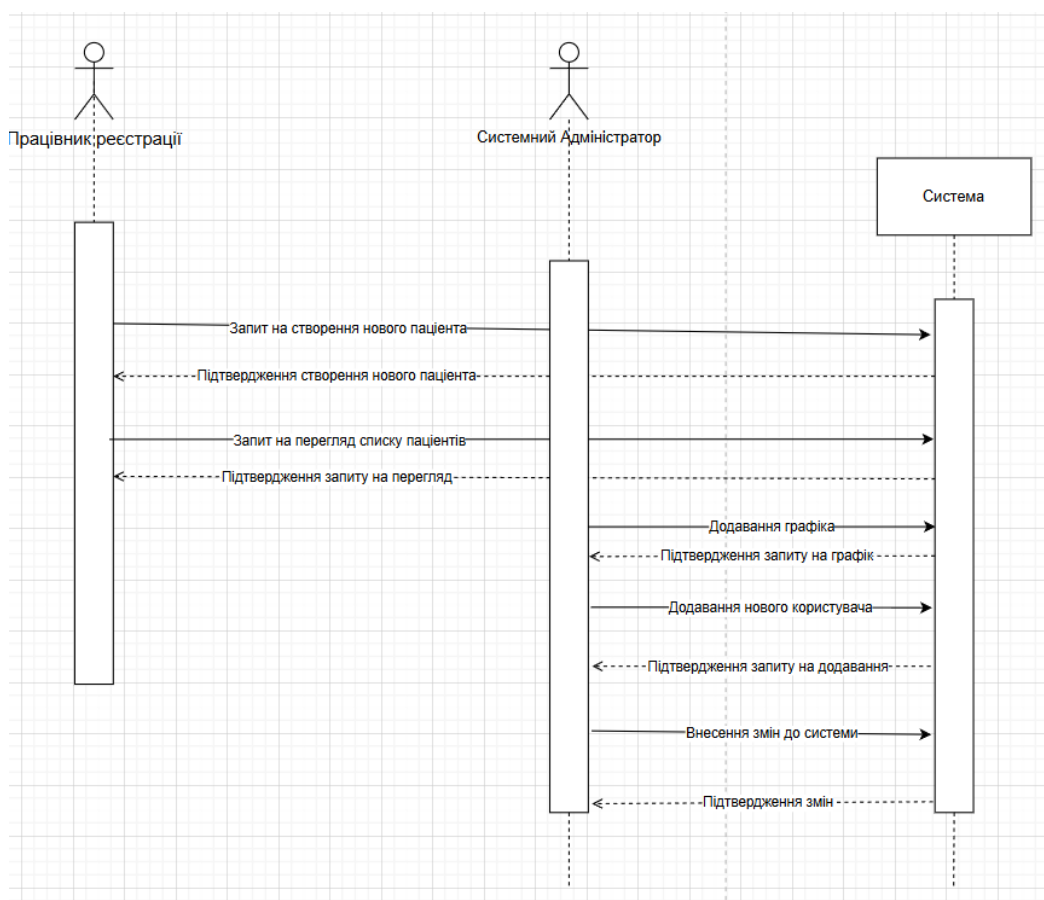 Працівник реєстрації
Системний Адміністратор
Система
Запит на створення нового пацієнта
Підтвердження створення нового пацієнта
Запит на перегляд списку пацієнтів
Підтвердження запиту на перегляд
Додавання графіка
Підтвердження запиту на графік
Додавання нового користувача
Підтвердження запиту на додавання
Внесення змін до системи
Підтвердження змін